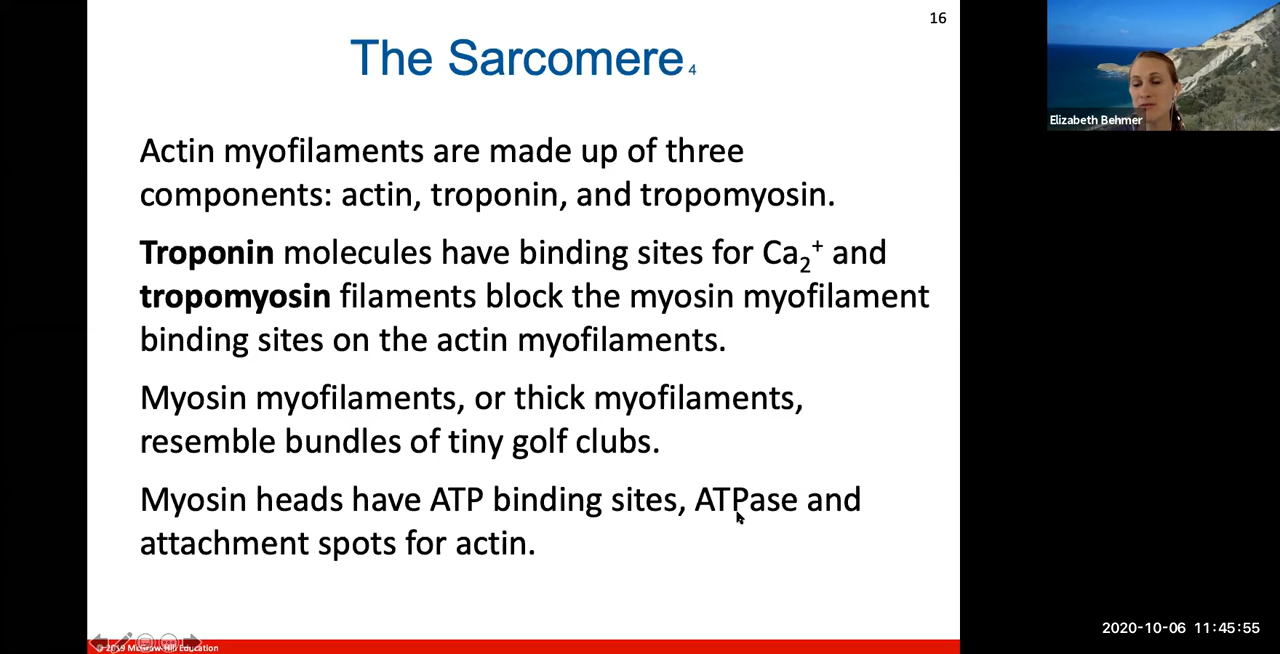 16
The Sarcomere 4
Elizabeth Behmer
Actin myofilaments are made up of three
components: actin, troponin, and tropomyosin.
Troponin molecules have binding sites for Ca₂⁺ and
tropomyosin filaments block the myosin myofilament
binding sites on the actin myofilaments.
Myosin myofilaments, or thick myofilaments,
resemble bundles of tiny golf clubs.
Myosin heads have ATP binding sites, ATPase and
attachment spots for actin.
© 2019 McGraw-Hill Education
2020-10-06 11:45:55